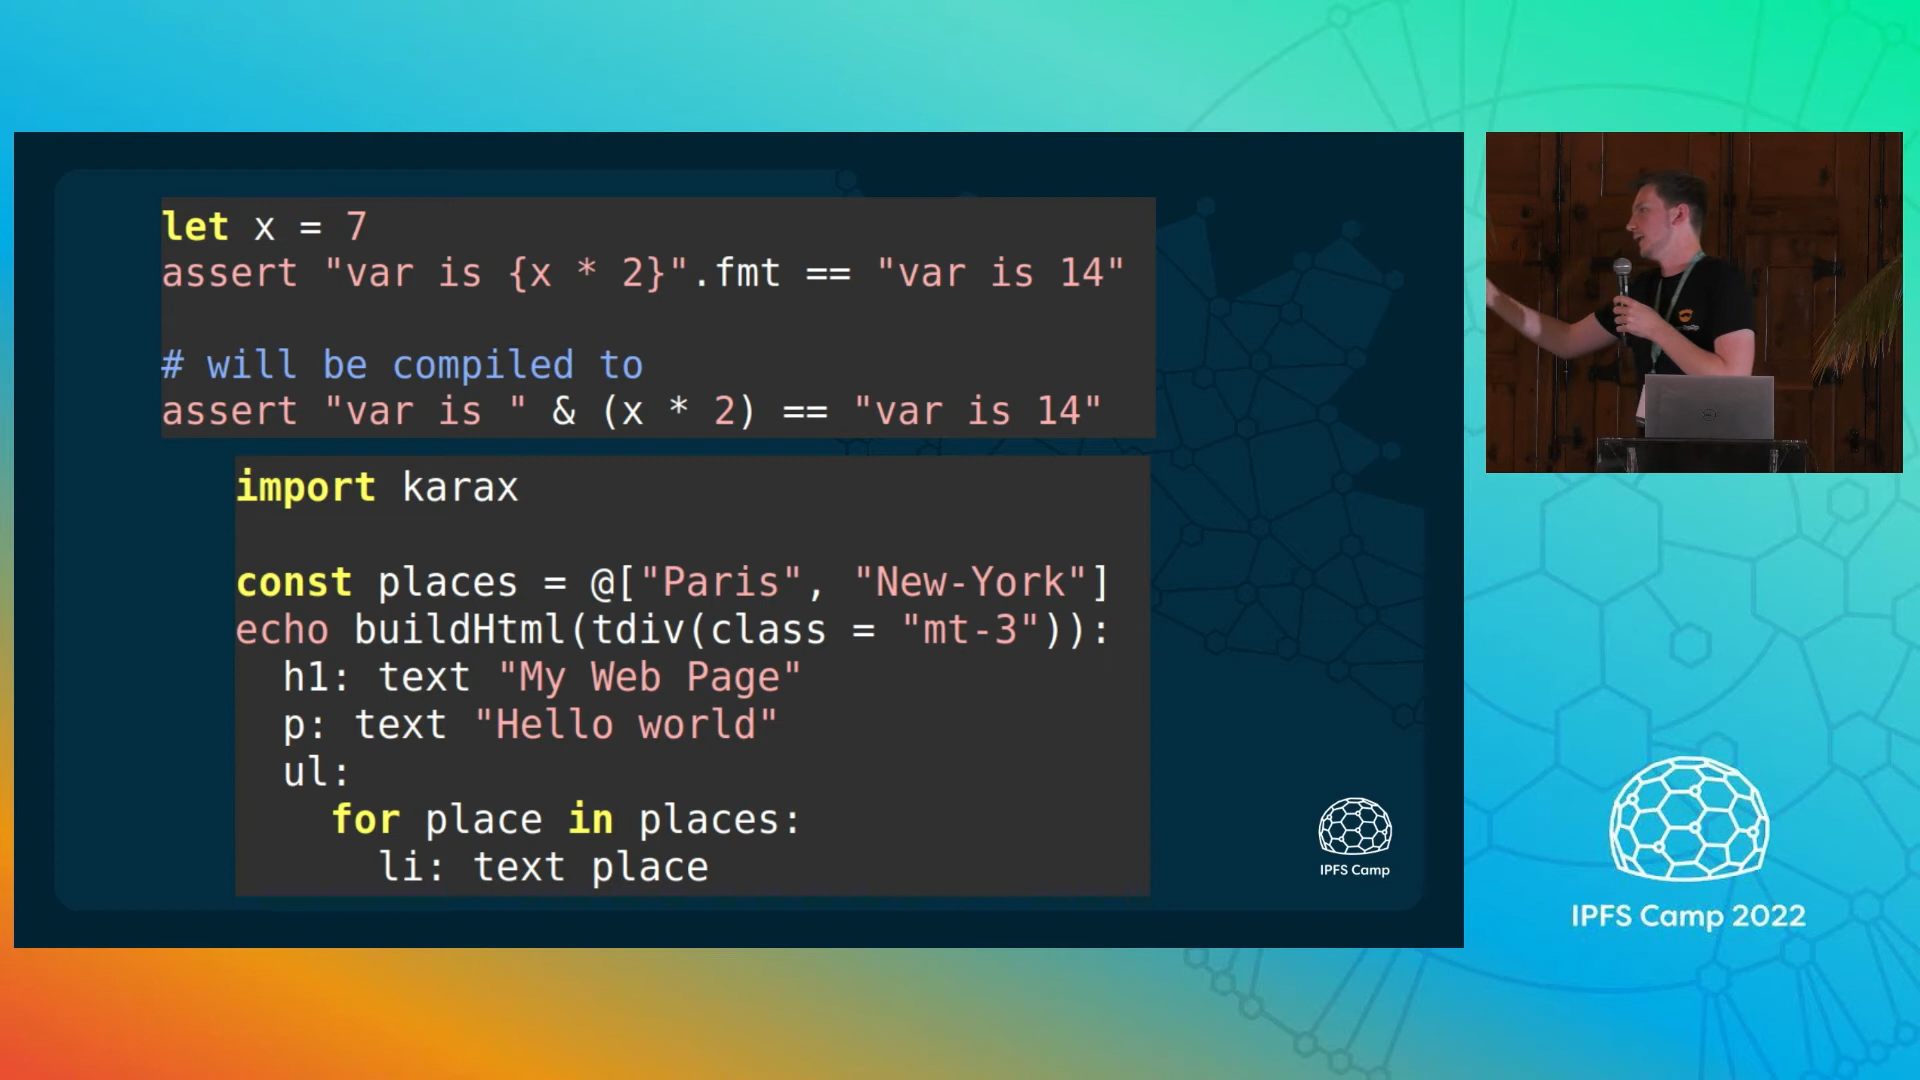 let x = 7
assert "var is {x * 2}".fmt == "var is 14"
# will be compiled to
assert "var is " & (x * 2) == "var is 14"
import karax
const places = @["Paris", "New-York"]
echo buildHtml(tdiv(class = "mt-3")):
  h1: text "My Web Page"
  p: text "Hello world"
  ul:
    for place in places:
      li: text place
IPFS Camp
IPFS Camp 2022